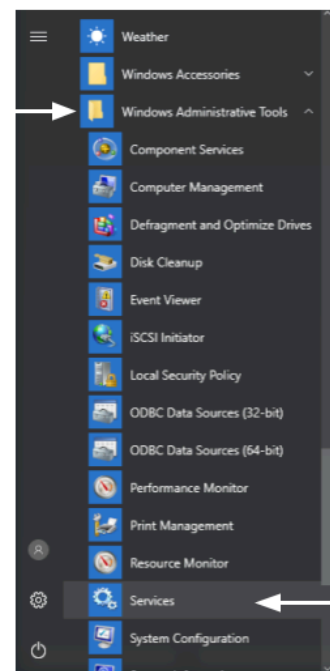 Weather
Windows Accessories
Windows Administrative Tools
Component Services
Computer Management
Defragment and Optimize Drives
Disk Cleanup
Event Viewer
iSCSI Initiator
Local Security Policy
ODBC Data Sources (32-bit)
ODBC Data Sources (64-bit)
Performance Monitor
Print Management
Resource Monitor
Services
System Configuration